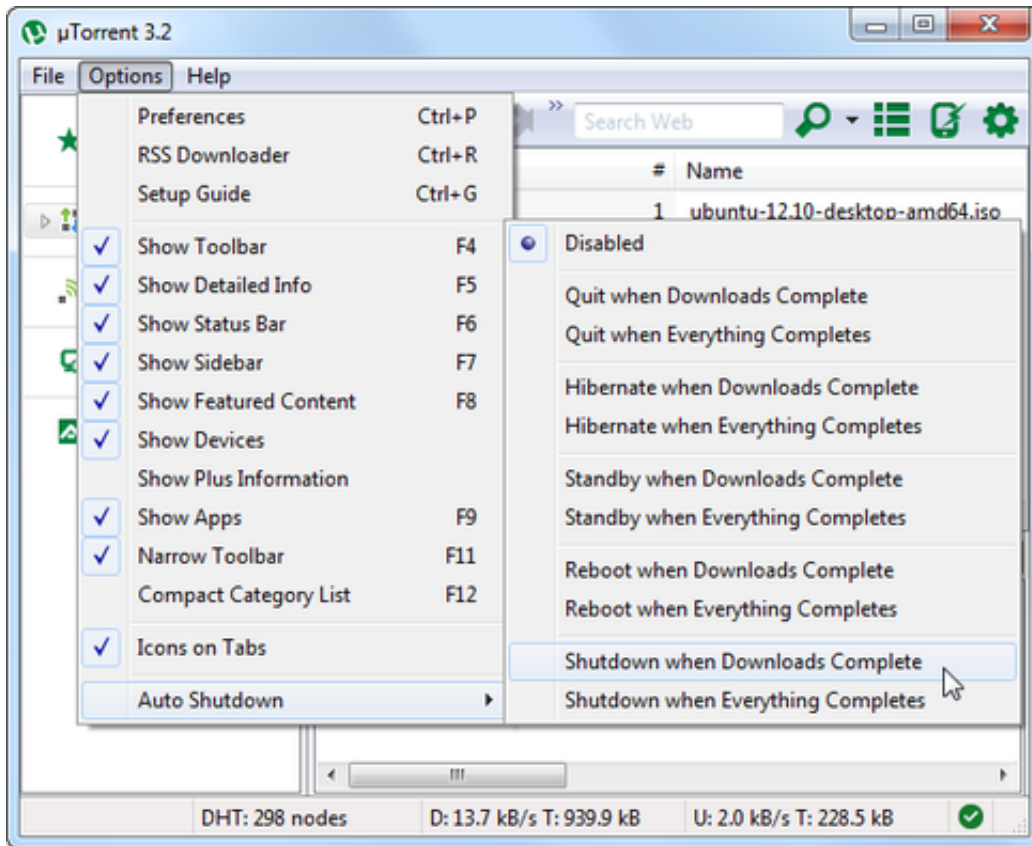 µTorrent 3.2
File Options Help
Search Web
Preferences Ctrl+P
RSS Downloader Ctrl+R
Setup Guide Ctrl+G
Show Toolbar F4
Show Detailed Info F5
Show Status Bar F6
Show Sidebar F7
Show Featured Content F8
Show Devices
Show Plus Information
Show Apps F9
Narrow Toolbar F11
Compact Category List F12
Icons on Tabs
Auto Shutdown
# Name
1 ubuntu-12.10-desktop-amd64.iso
Disabled
Quit when Downloads Complete
Quit when Everything Completes
Hibernate when Downloads Complete
Hibernate when Everything Completes
Standby when Downloads Complete
Standby when Everything Completes
Reboot when Downloads Complete
Reboot when Everything Completes
Shutdown when Downloads Complete
Shutdown when Everything Completes
DHT: 298 nodes D: 13.7 kB/s T: 939.9 kB U: 2.0 kB/s T: 228.5 kB